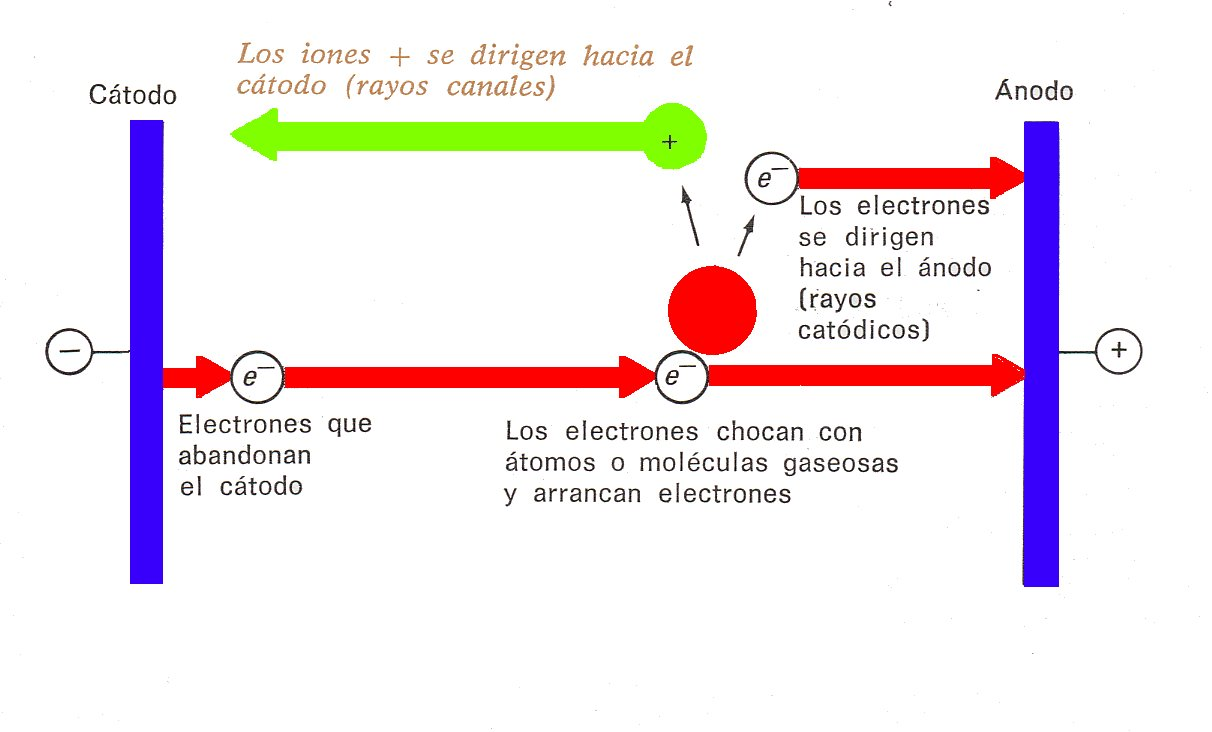 Los iones + se dirigen hacia el
cátodo (rayos canales)
Cátodo
Ánodo
+
e−
Los electrones
se dirigen
hacia el ánodo
(rayos
catódicos)
−
+
e−
e−
Electrones que
abandonan
el cátodo
Los electrones chocan con
átomos o moléculas gaseosas
y arrancan electrones